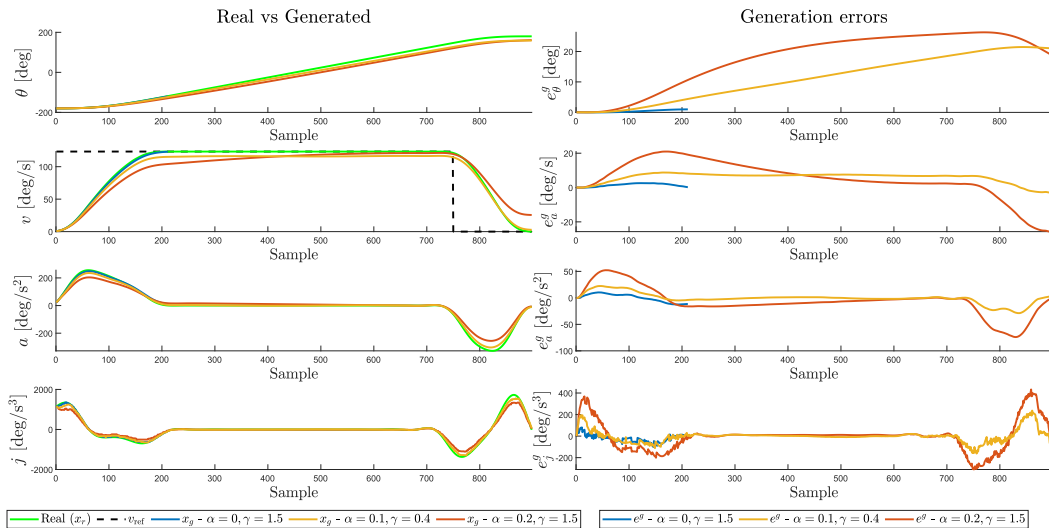 Real vs Generated
Generation errors
θ [deg]
200
0
-200
0 100 200 300 400 500 600 700 800
Sample
e_θ^g [deg]
20
10
0
0 100 200 300 400 500 600 700 800
Sample
v [deg/s]
100
50
0
0 100 200 300 400 500 600 700 800
Sample
e_a^g [deg/s]
20
0
-20
0 100 200 300 400 500 600 700 800
Sample
a [deg/s²]
200
0
-200
0 100 200 300 400 500 600 700 800
Sample
e_a^g [deg/s²]
50
0
-50
-100
0 100 200 300 400 500 600 700 800
Sample
j [deg/s³]
2000
0
-2000
0 100 200 300 400 500 600 700 800
Sample
e_j^g [deg/s³]
400
200
0
-200
0 100 200 300 400 500 600 700 800
Sample
Real (x_r) v_ref x_g - α = 0, γ = 1.5 x_g - α = 0.1, γ = 0.4 x_g - α = 0.2, γ = 1.5
e^g - α = 0, γ = 1.5 e^g - α = 0.1, γ = 0.4 e^g - α = 0.2, γ = 1.5